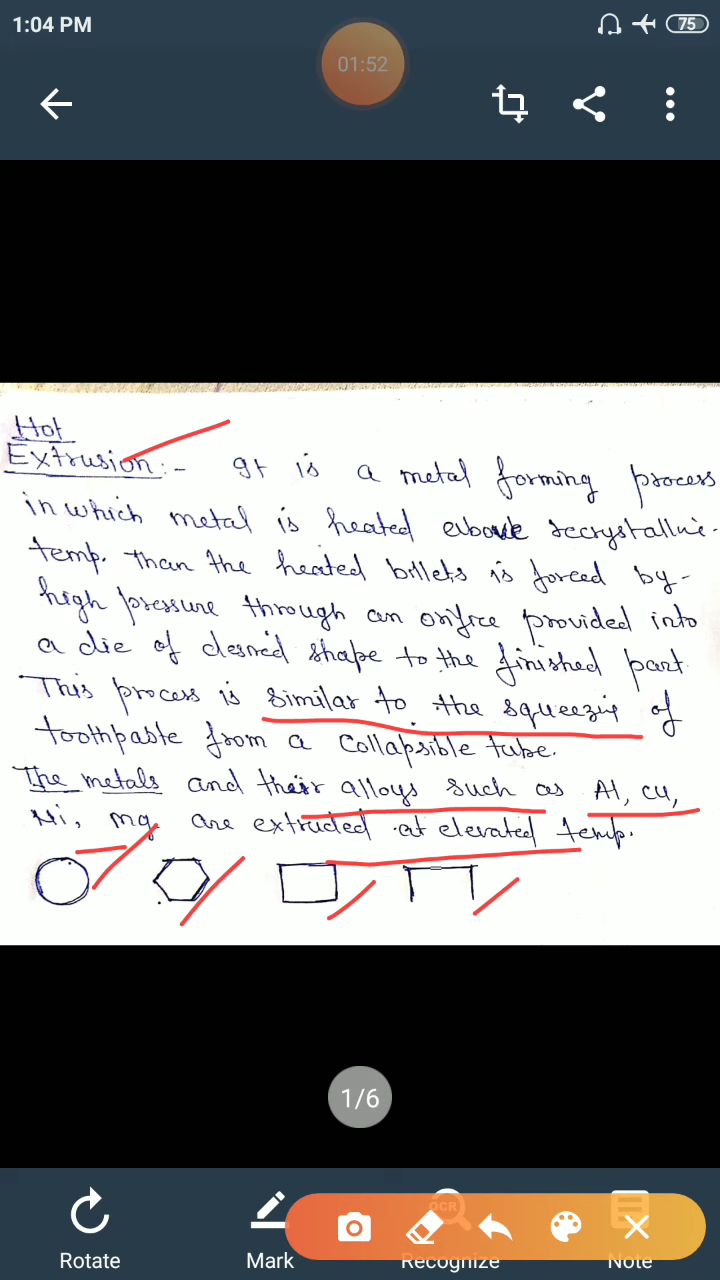 1:04 PM
75
01:52
Hot
Extrusion:- It is a metal forming process
in which metal is heated above recrystalline-
temp. Than the heated billets is forced by-
high pressure through an orifice provided into
a die of desired shape to the finished part.
This process is similar to the squeezig of
toothpaste from a collapsible tube.
The metals and their alloys such as Al, cu,
Ni, mg are extruded at elevated temp.
1/6
OCR
Rotate
Mark
Recognize
Note